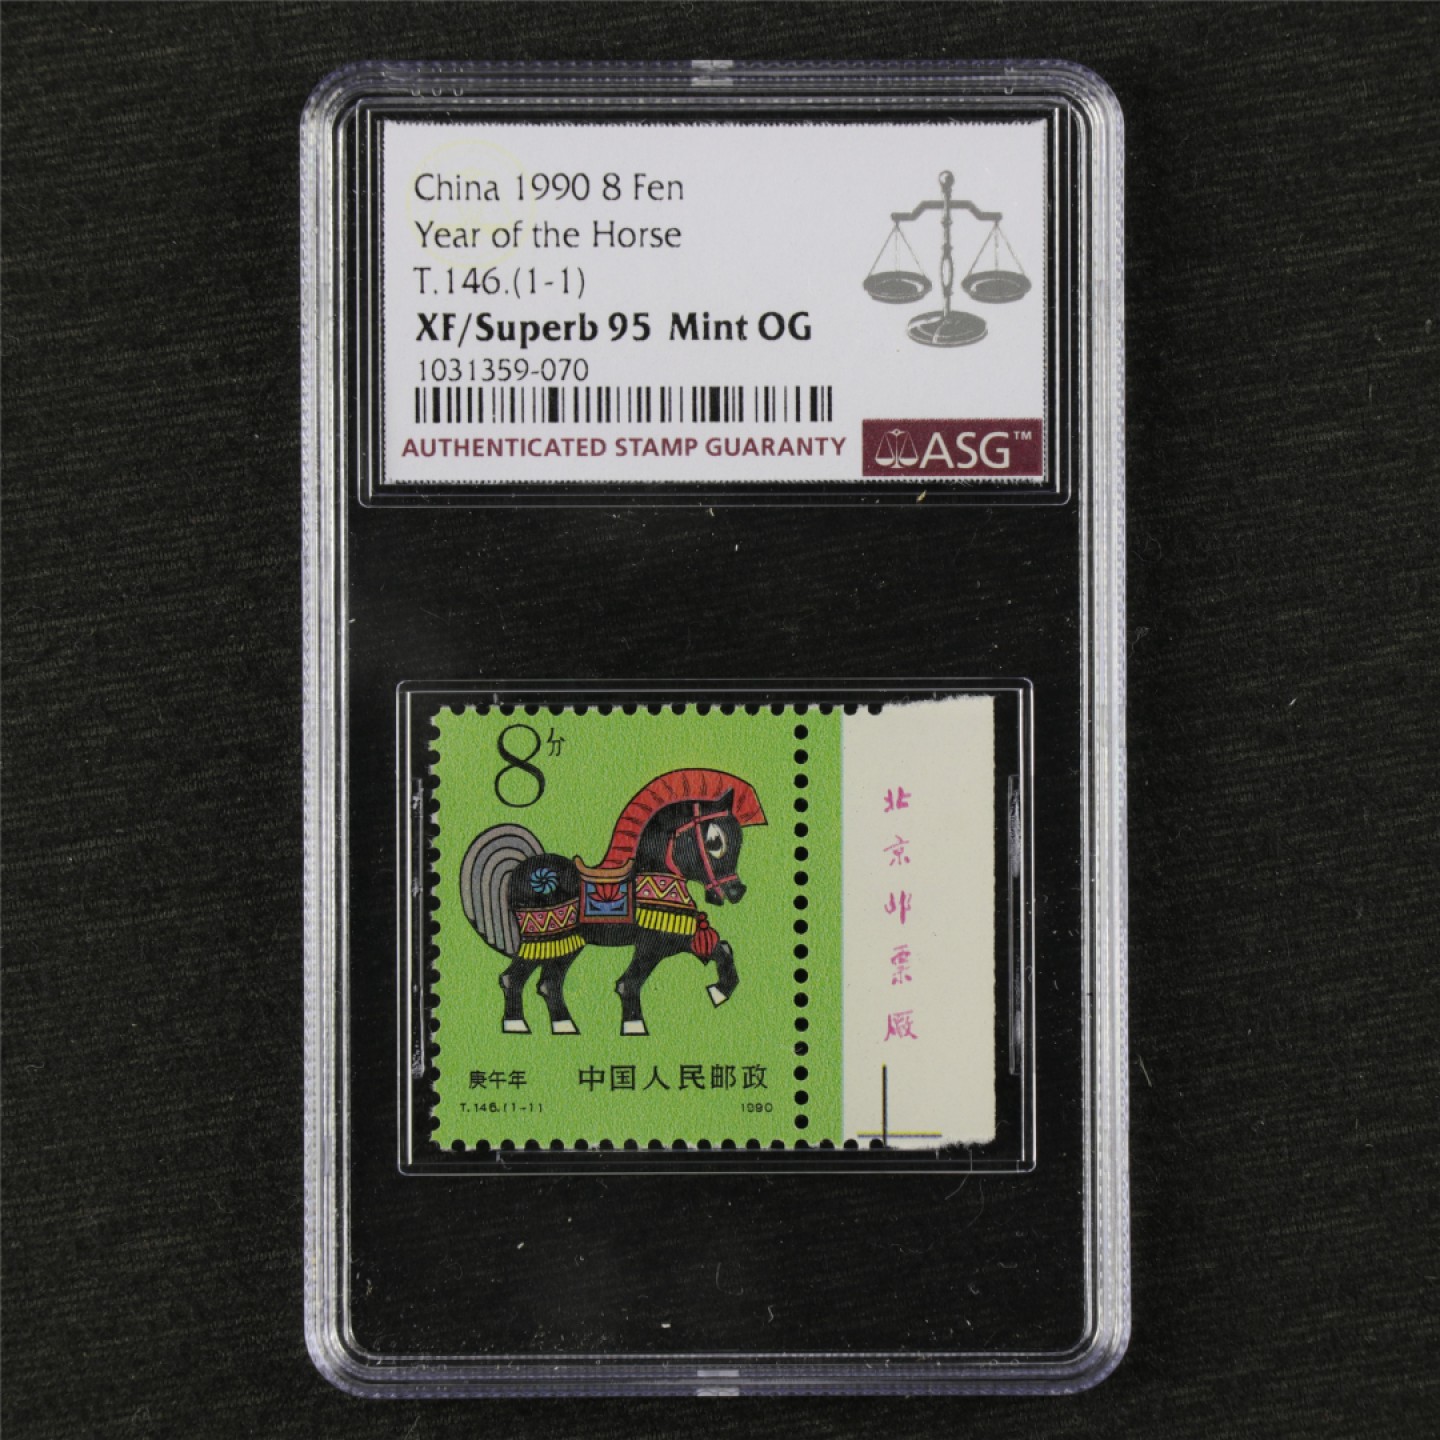 China 1990 8 Fen
Year of the Horse
T.146.(1-1)
XF/Superb 95 Mint OG
1031359-070
AUTHENTICATED STAMP GUARANTY
ASG™
8分
北京邮票厰
庚午年
中国人民邮政
T.146.(1-1)
1990